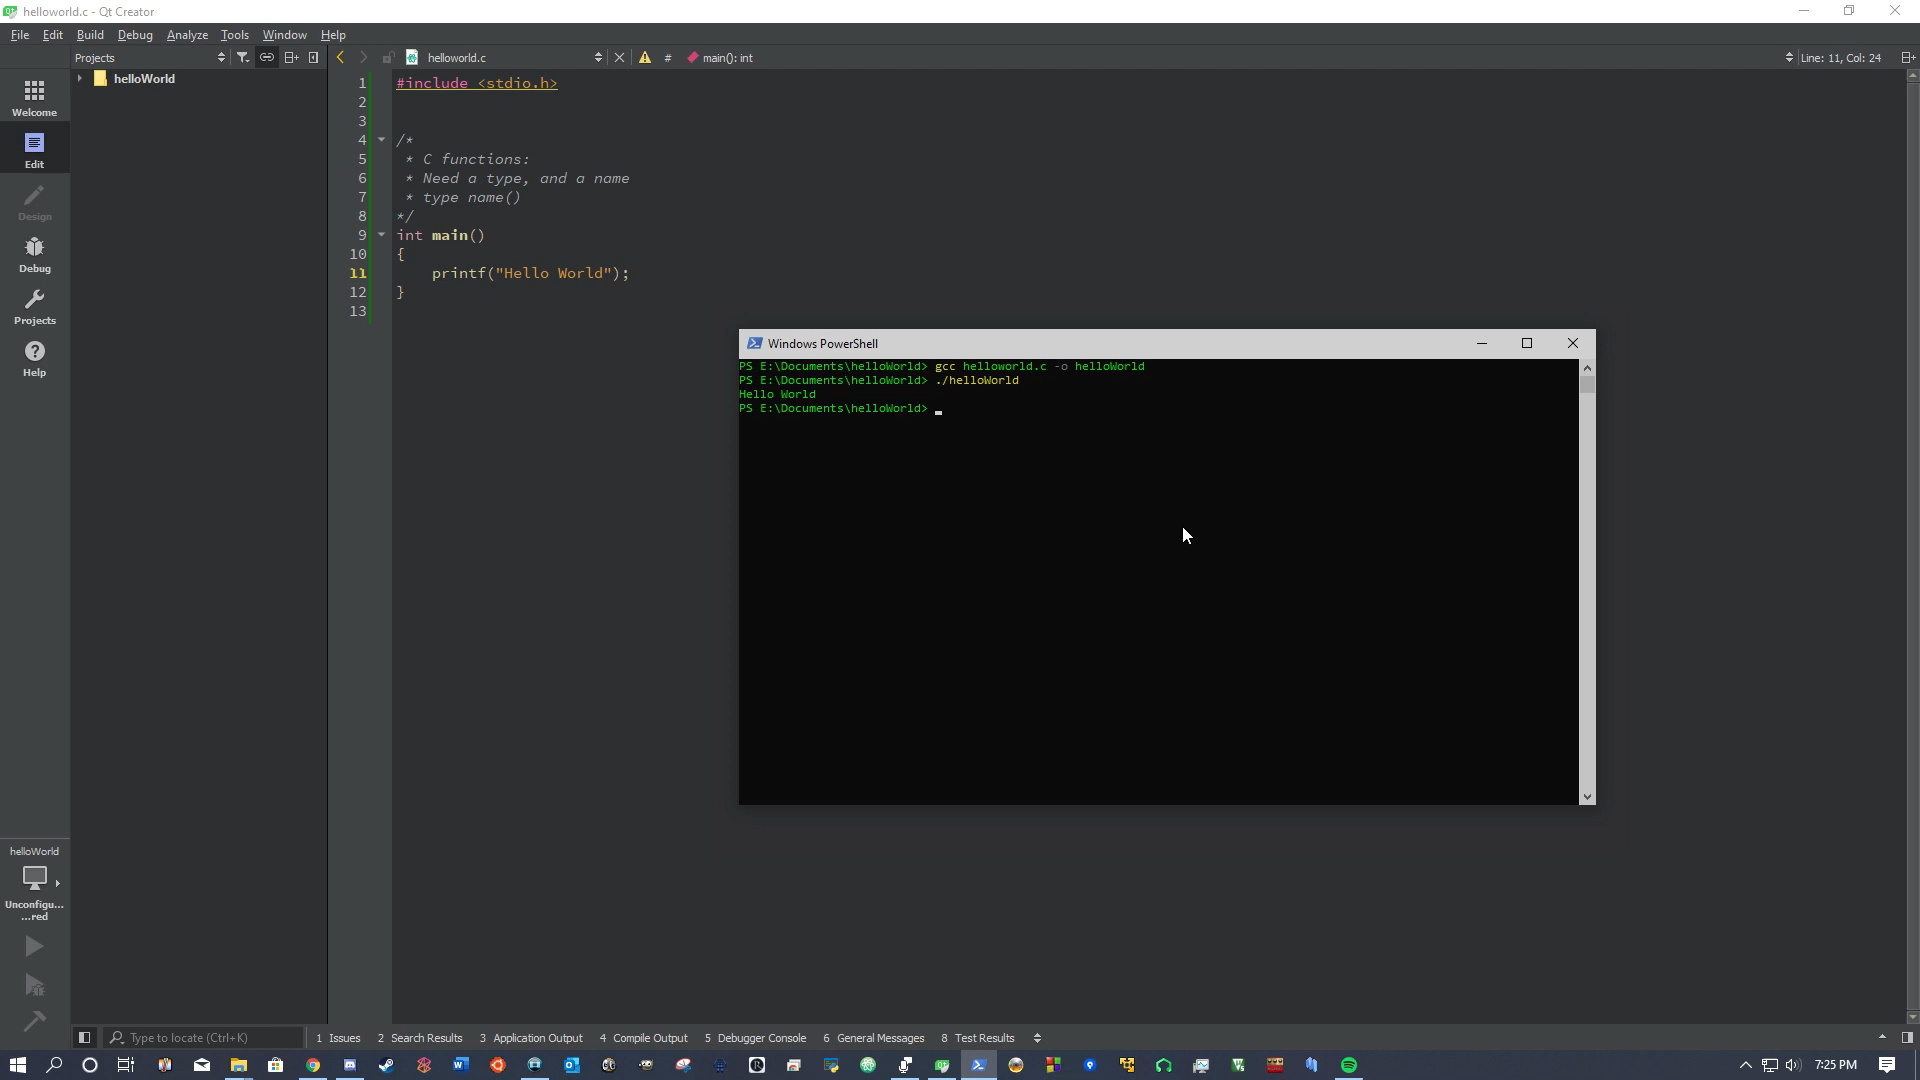 helloworld.c - Qt Creator
File Edit Build Debug Analyze Tools Window Help
Projects helloworld.c # main(): int Line: 11, Col: 24
helloWorld
Welcome
Edit
Design
Debug
Projects
Help
1 #include <stdio.h>
2
3
4 /*
5 * C functions:
6 * Need a type, and a name
7 * type name()
8 */
9 int main()
10 {
11 printf("Hello World");
12 }
13
Windows PowerShell
PS E:\Documents\helloWorld> gcc helloworld.c -o helloWorld
PS E:\Documents\helloWorld> ./helloWorld
Hello World
PS E:\Documents\helloWorld>
helloWorld
Unconfigu...
...red
Type to locate (Ctrl+K) 1 Issues 2 Search Results 3 Application Output 4 Compile Output 5 Debugger Console 6 General Messages 8 Test Results
7:25 PM